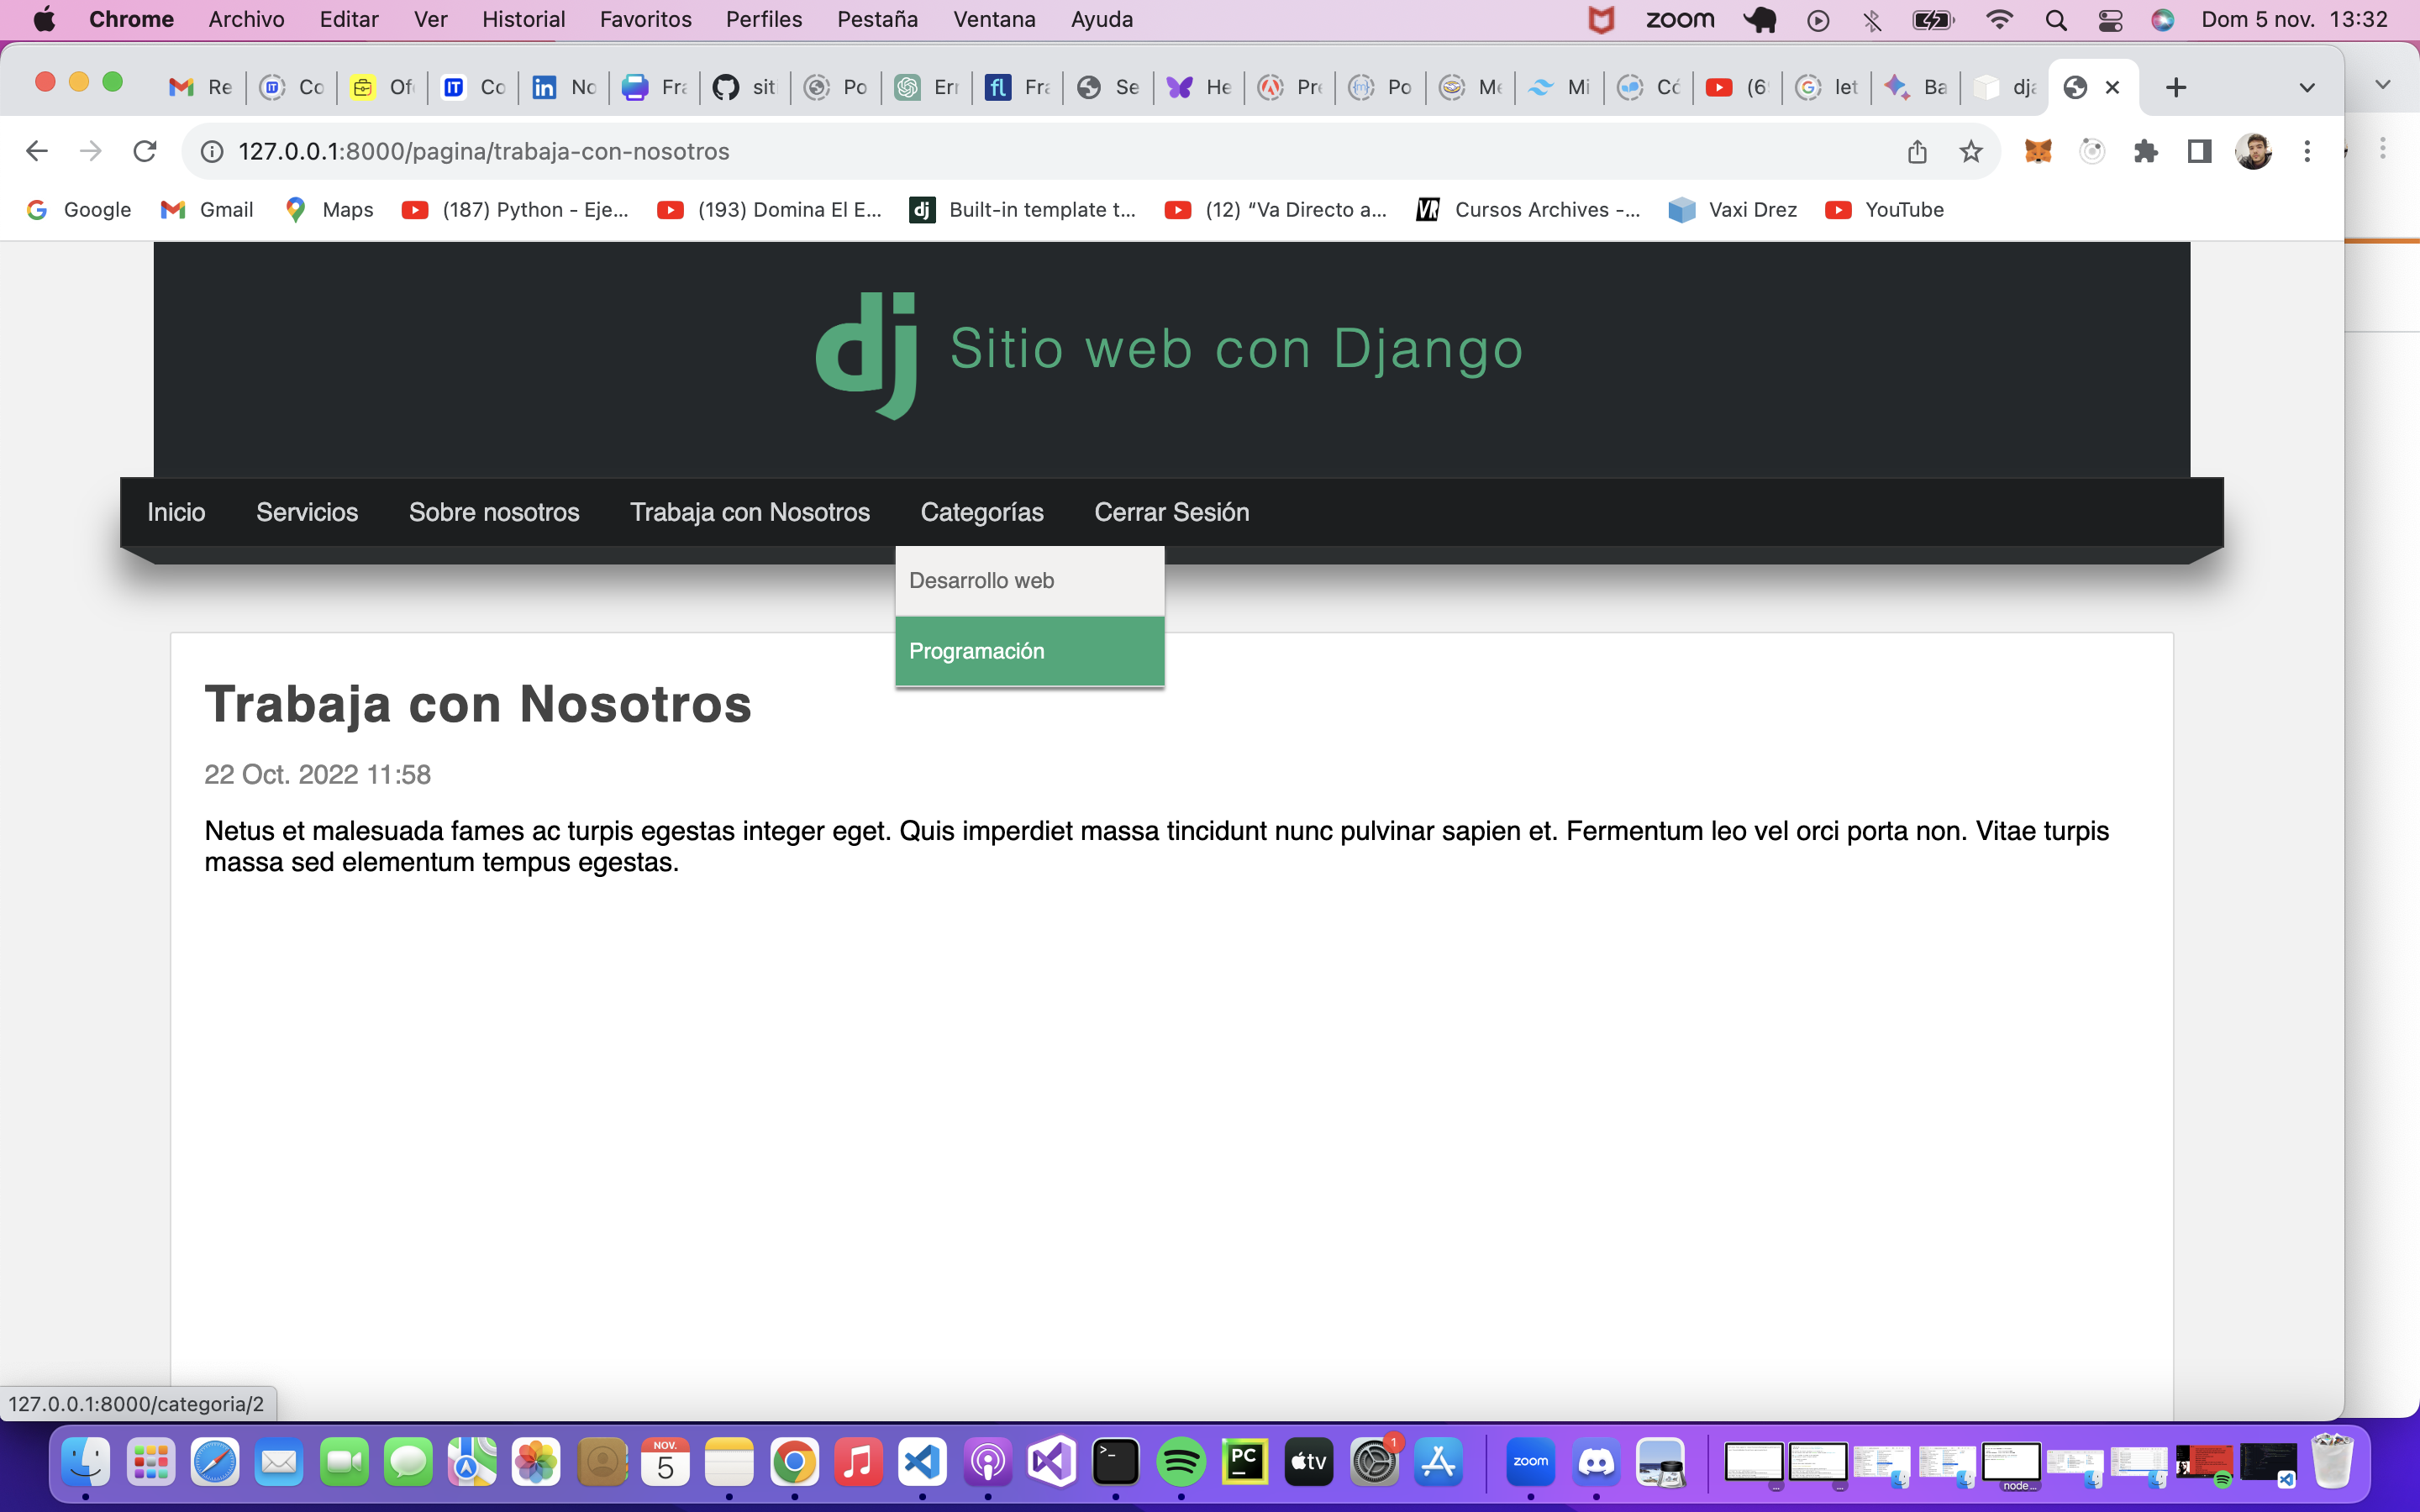 Chrome Archivo Editar Ver Historial Favoritos Perfiles Pestaña Ventana Ayuda zoom Dom 5 nov. 13:32
Re Co Of Co No Fra sit Po Err Fra Se He Pre Po Me Mi Có (6 let Ba dja
127.0.0.1:8000/pagina/trabaja-con-nosotros
Google Gmail Maps (187) Python - Eje... (193) Domina El E... Built-in template t... (12) “Va Directo a... Cursos Archives -... Vaxi Drez YouTube
dj Sitio web con Django
Inicio Servicios Sobre nosotros Trabaja con Nosotros Categorías Cerrar Sesión
Desarrollo web
Programación
Trabaja con Nosotros
22 Oct. 2022 11:58
Netus et malesuada fames ac turpis egestas integer eget. Quis imperdiet massa tincidunt nunc pulvinar sapien et. Fermentum leo vel orci porta non. Vitae turpis
massa sed elementum tempus egestas.
127.0.0.1:8000/categoria/2
NOV.
5
PC
tv
1
zoom
node...